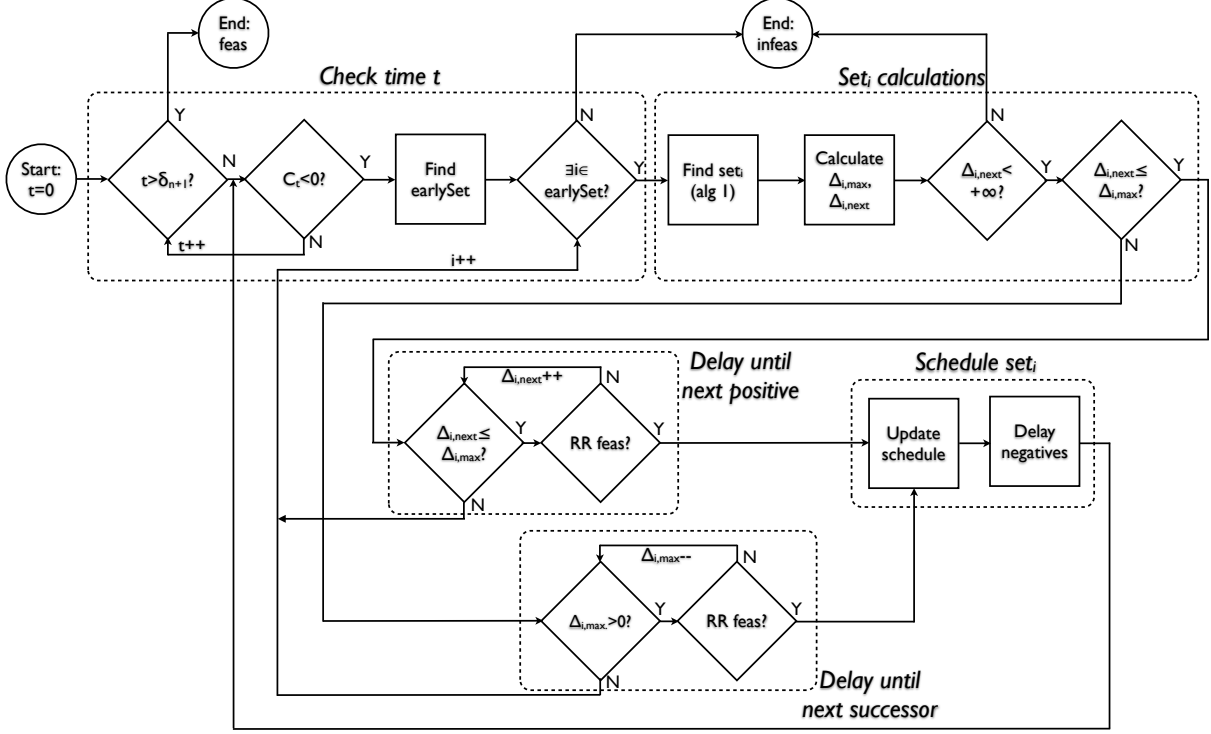 End:
feas
End:
infeas
Check time t
Setᵢ calculations
Start:
t=0
t>δₙ₊₁?
Y
N
Cₜ<0?
Y
N
t++
Find
earlySet
∃i∈
earlySet?
N
Y
i++
Find setᵢ
(alg 1)
Calculate
Δi,max,
Δi,next
Δi,next<
+∞?
N
Y
Δi,next≤
Δi,max?
Y
N
Delay until
next positive
Δi,next++
N
Δi,next≤
Δi,max?
Y
N
RR feas?
Y
Schedule setᵢ
Update
schedule
Delay
negatives
Δi,max--
N
Δi,max.>0?
Y
N
RR feas?
Y
Delay until
next successor